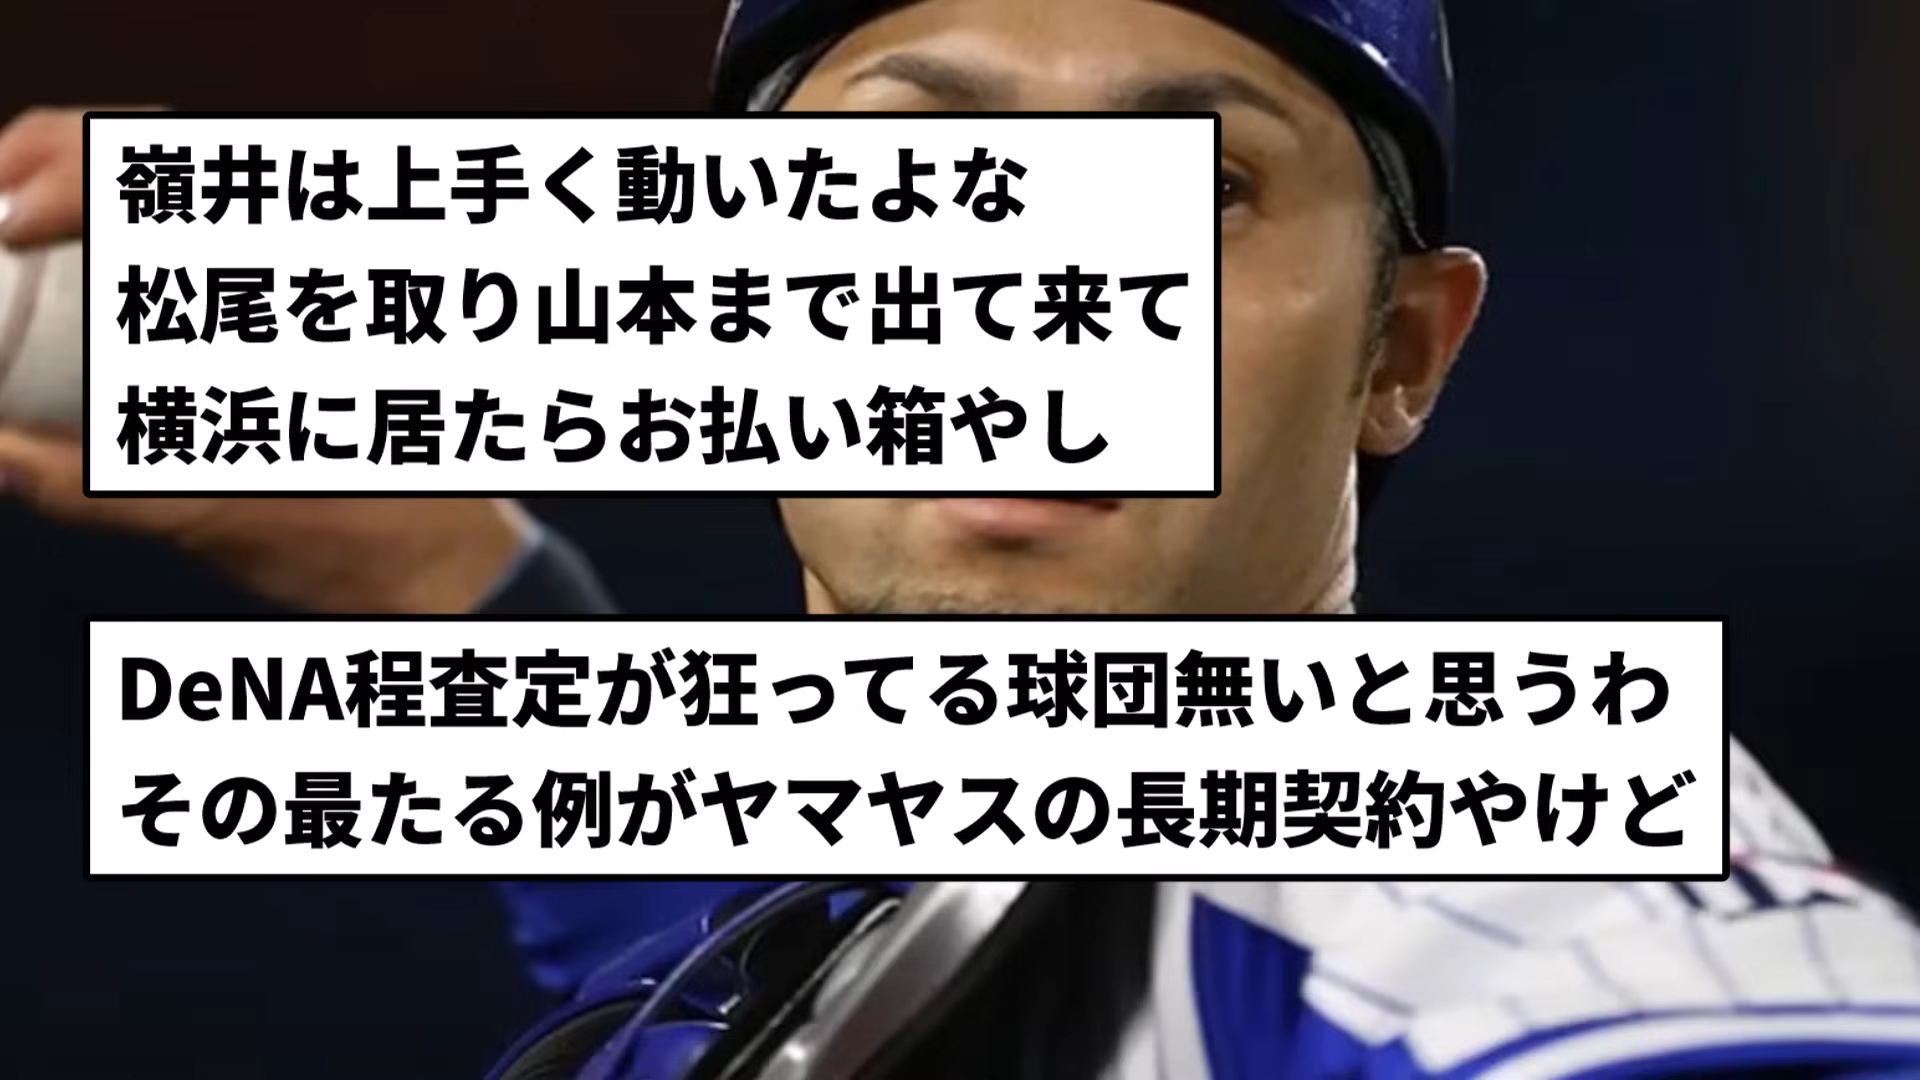 嶺井は上手く動いたよな
松尾を取り山本まで出て来て
横浜に居たらお払い箱やし
DeNA程査定が狂ってる球団無いと思うわ
その最たる例がヤマヤスの長期契約やけど